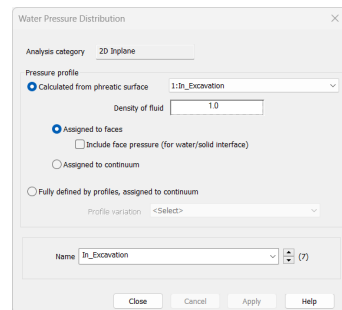 Water Pressure Distribution
Analysis category 2D Inplane
Pressure profile
Calculated from phreatic surface 1:In_Excavation
Density of fluid 1.0
Assigned to faces
Include face pressure (for water/solid interface)
Assigned to continuum
Fully defined by profiles, assigned to continuum
Profile variation <Select>
Name In_Excavation (7)
Close Cancel Apply Help